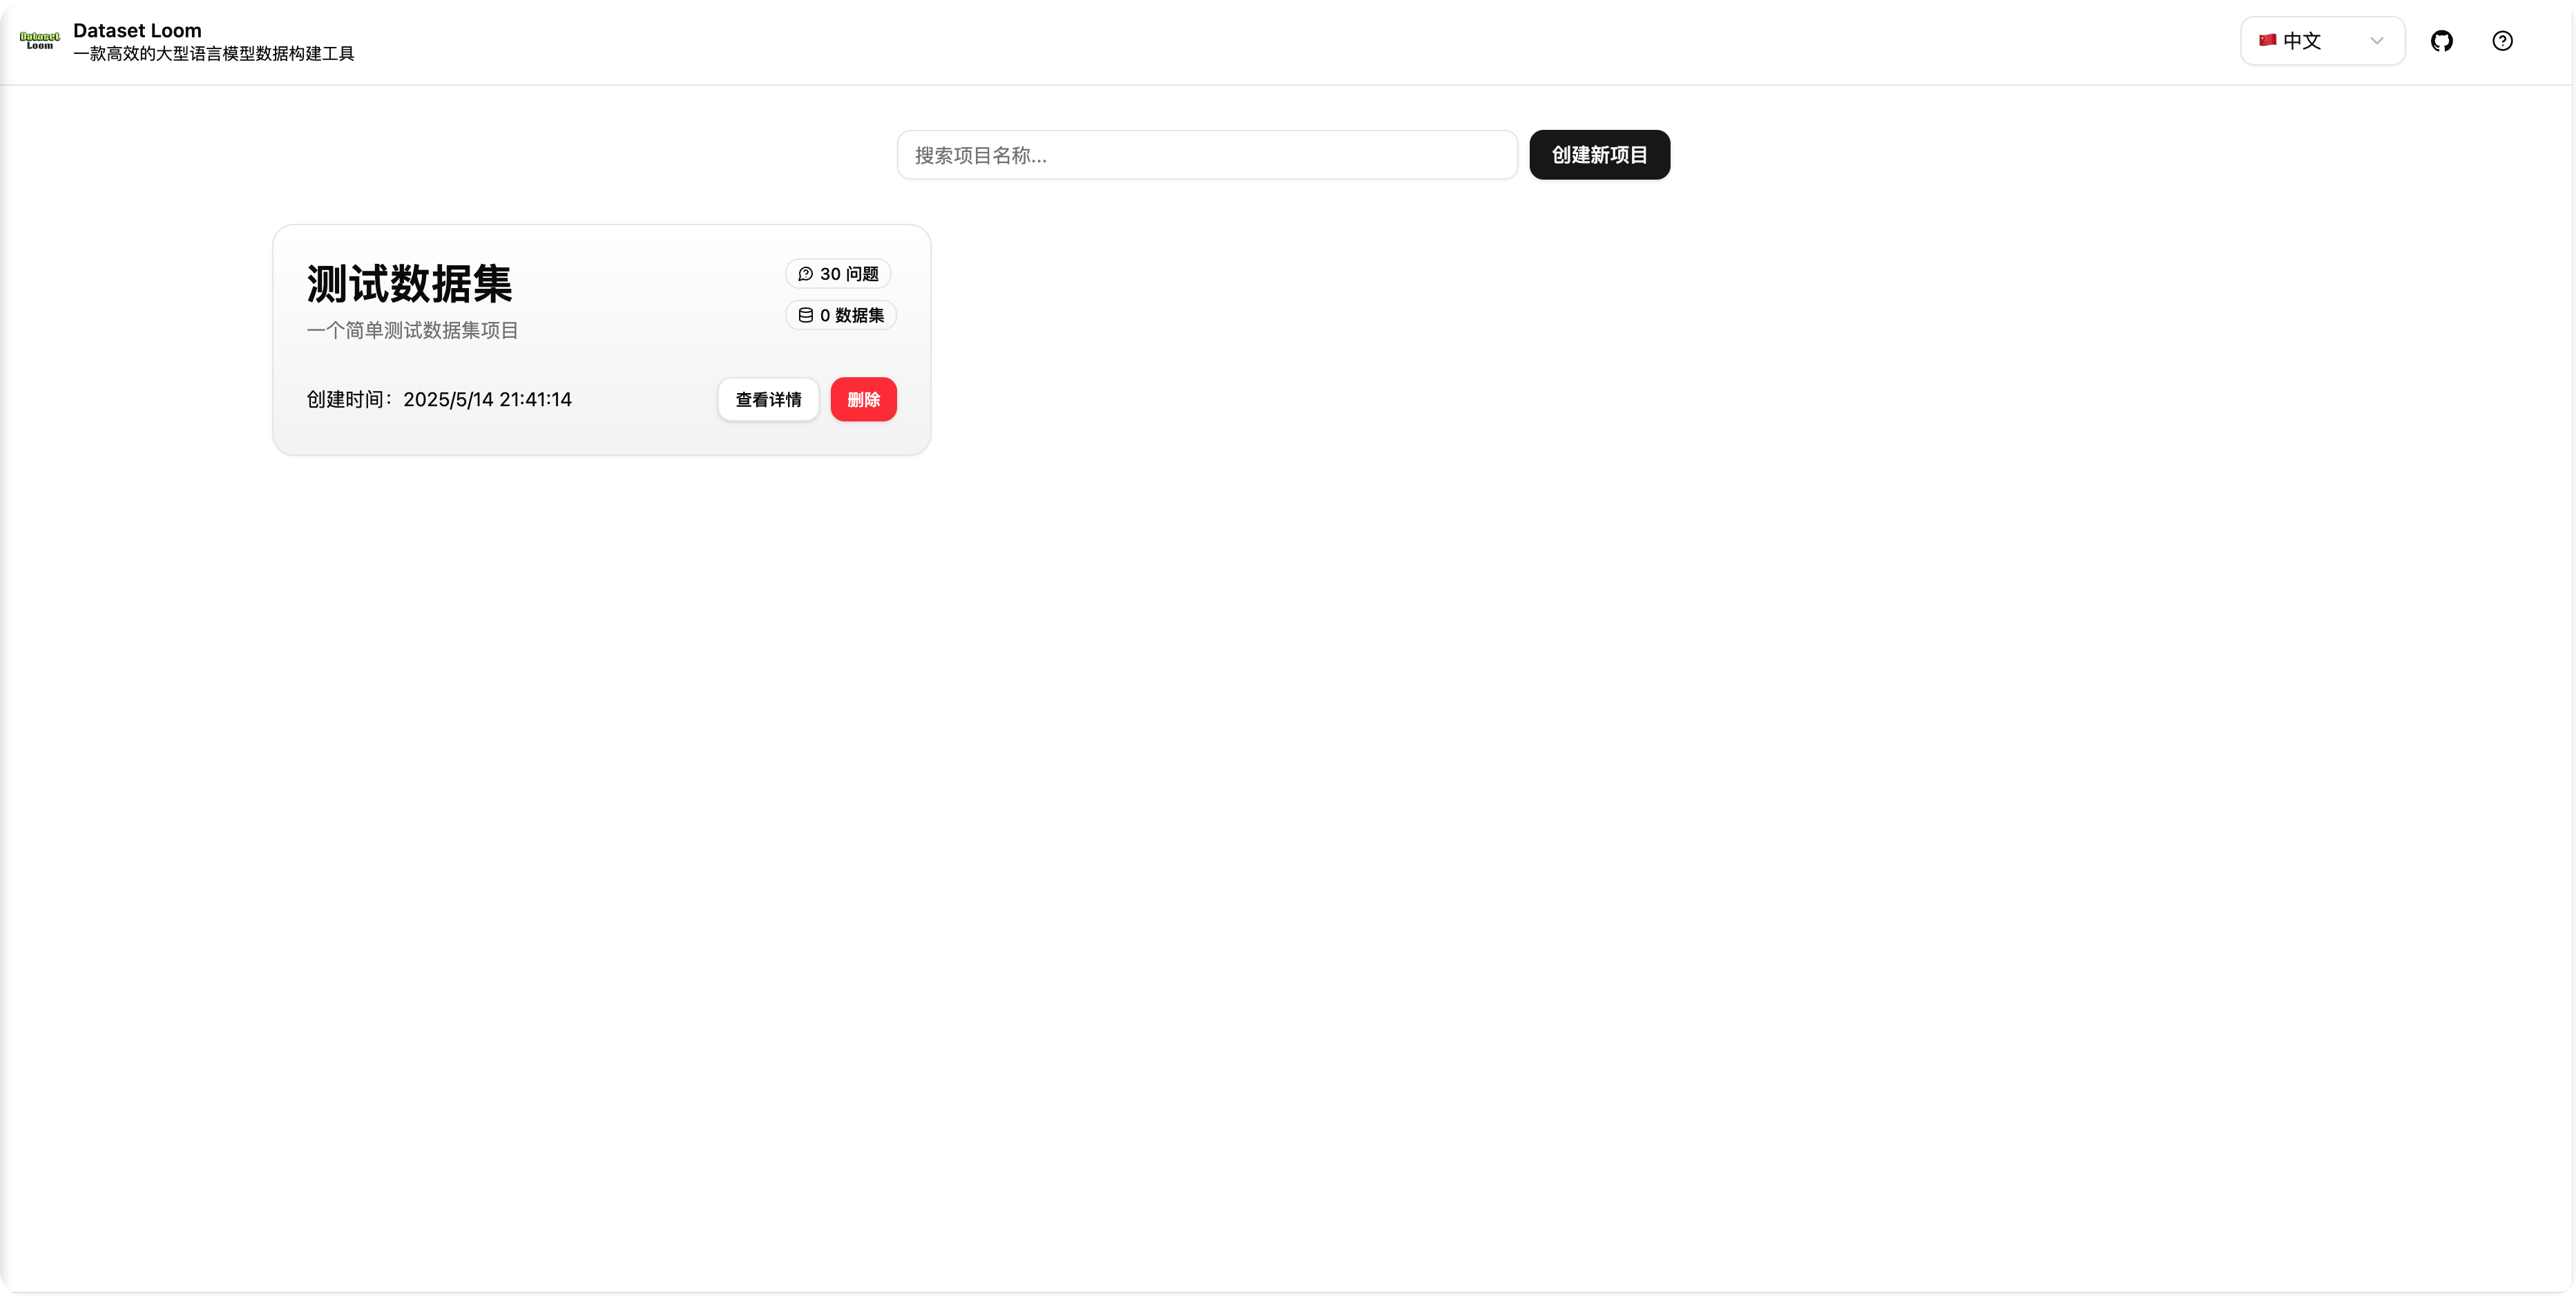 Dataset
Loom
Dataset Loom
一款高效的大型语言模型数据构建工具
中文
搜索项目名称...
创建新项目
测试数据集
一个简单测试数据集项目
30 问题
0 数据集
创建时间：2025/5/14 21:41:14
查看详情
删除